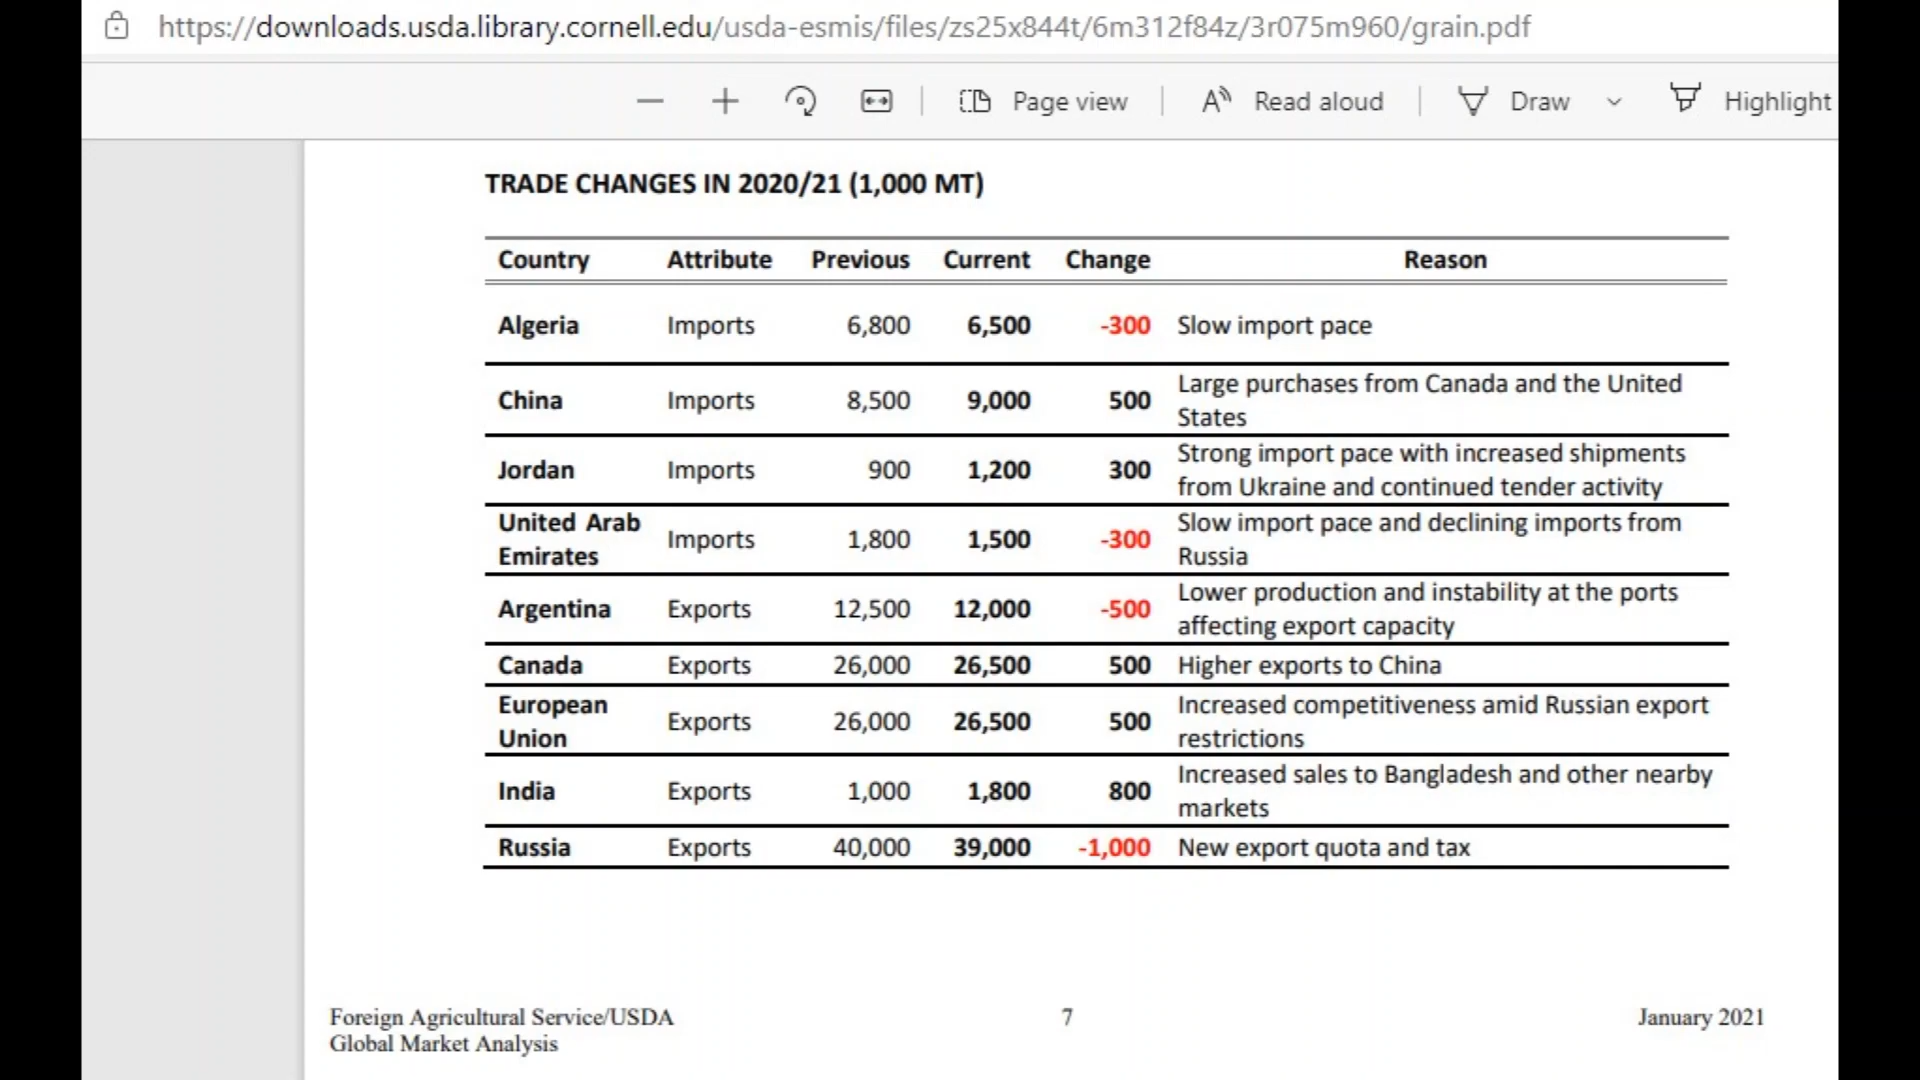 https://downloads.usda.library.cornell.edu/usda-esmis/files/zs25x844t/6m312f84z/3r075m960/grain.pdf
Page view Read aloud Draw Highlight
TRADE CHANGES IN 2020/21 (1,000 MT)
Country Attribute Previous Current Change Reason
Algeria Imports 6,800 6,500 -300 Slow import pace
China Imports 8,500 9,000 500 Large purchases from Canada and the United
States
Jordan Imports 900 1,200 300 Strong import pace with increased shipments
from Ukraine and continued tender activity
United Arab
Emirates Imports 1,800 1,500 -300 Slow import pace and declining imports from
Russia
Argentina Exports 12,500 12,000 -500 Lower production and instability at the ports
affecting export capacity
Canada Exports 26,000 26,500 500 Higher exports to China
European
Union Exports 26,000 26,500 500 Increased competitiveness amid Russian export
restrictions
India Exports 1,000 1,800 800 Increased sales to Bangladesh and other nearby
markets
Russia Exports 40,000 39,000 -1,000 New export quota and tax
Foreign Agricultural Service/USDA 7 January 2021
Global Market Analysis